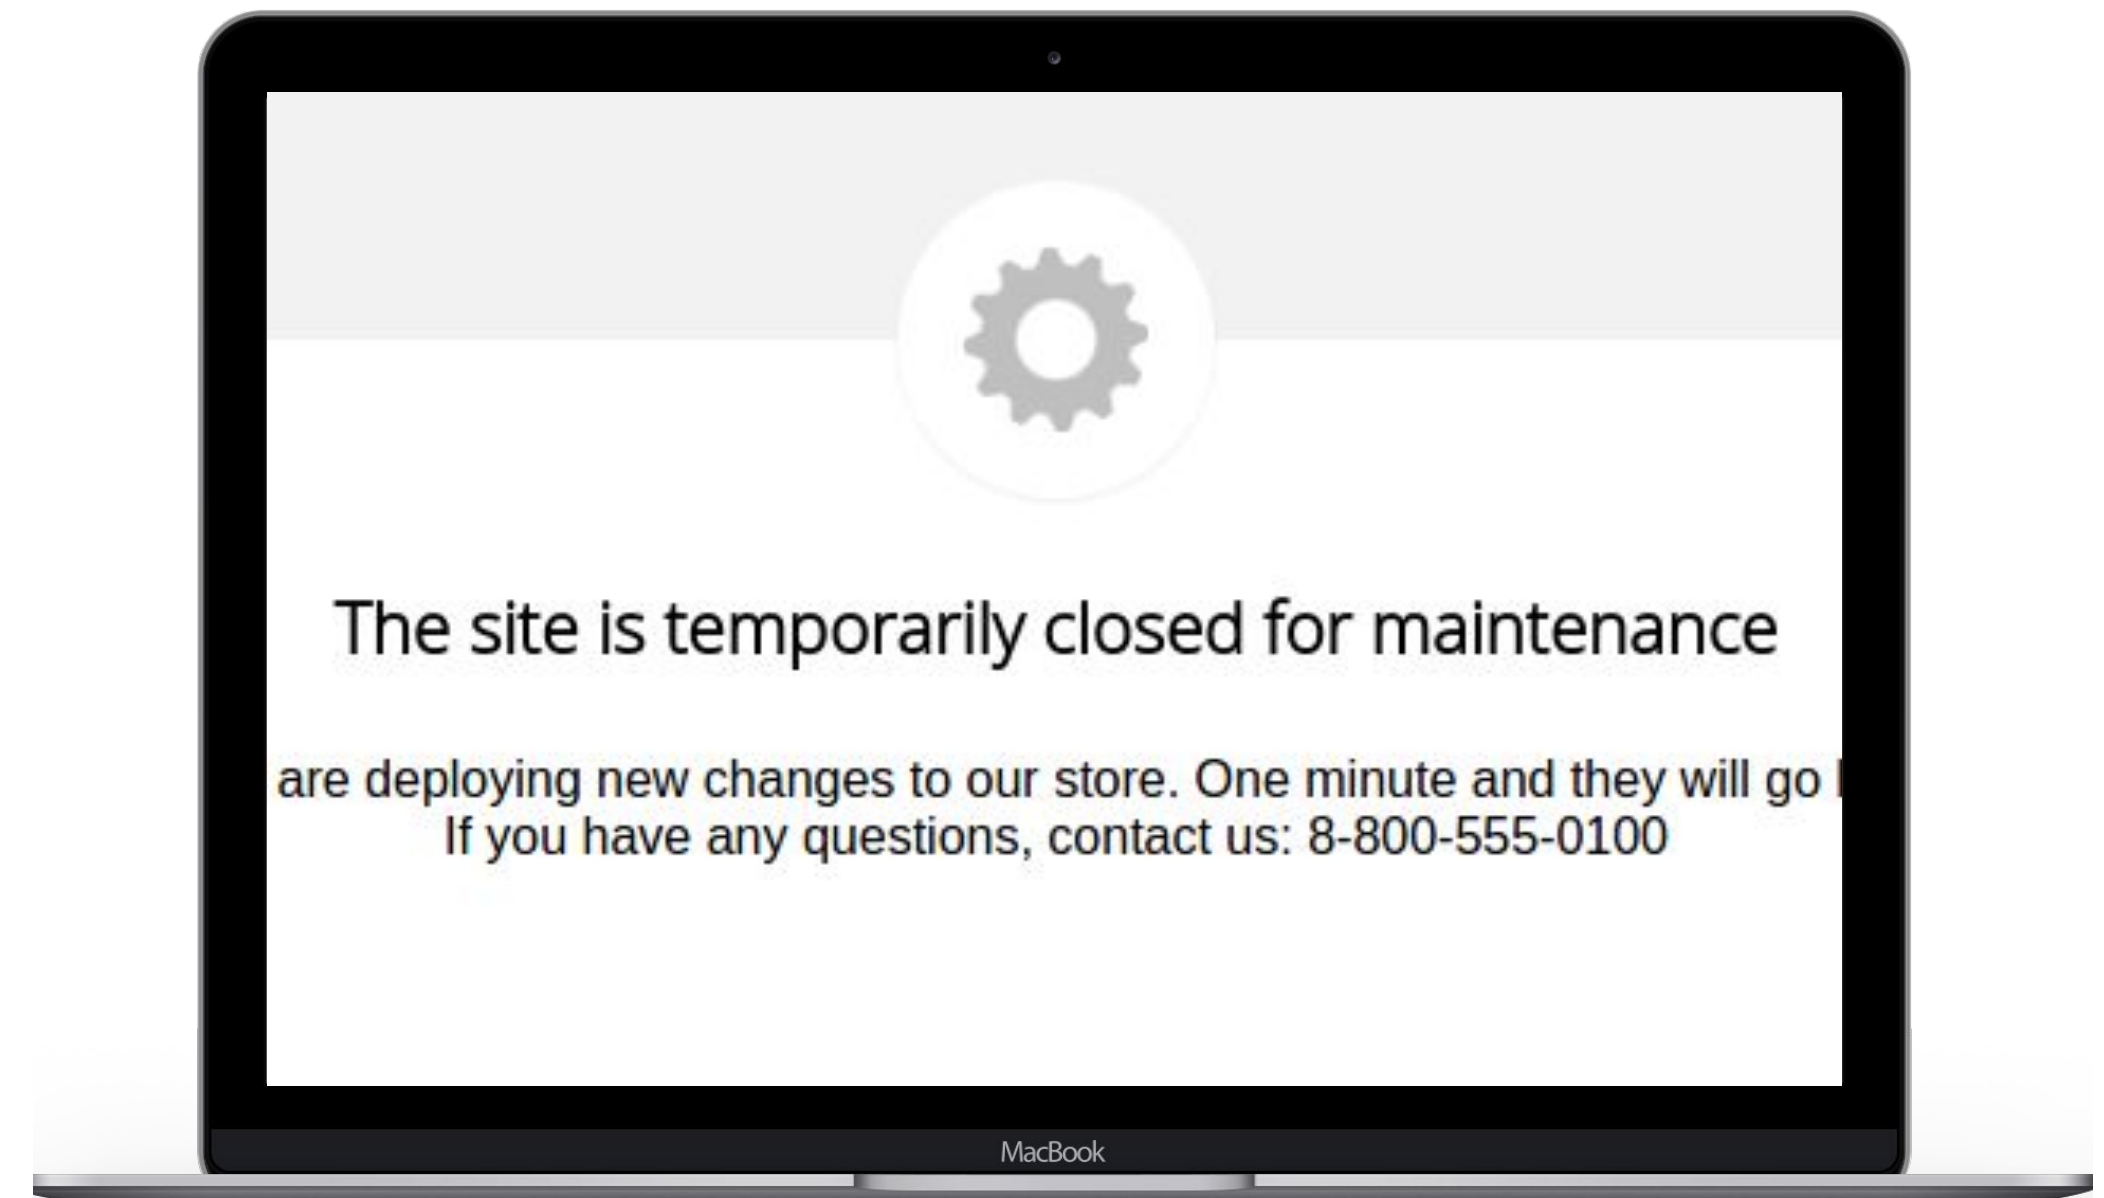 The site is temporarily closed for maintenance
are deploying new changes to our store. One minute and they will go
If you have any questions, contact us: 8-800-555-0100
MacBook